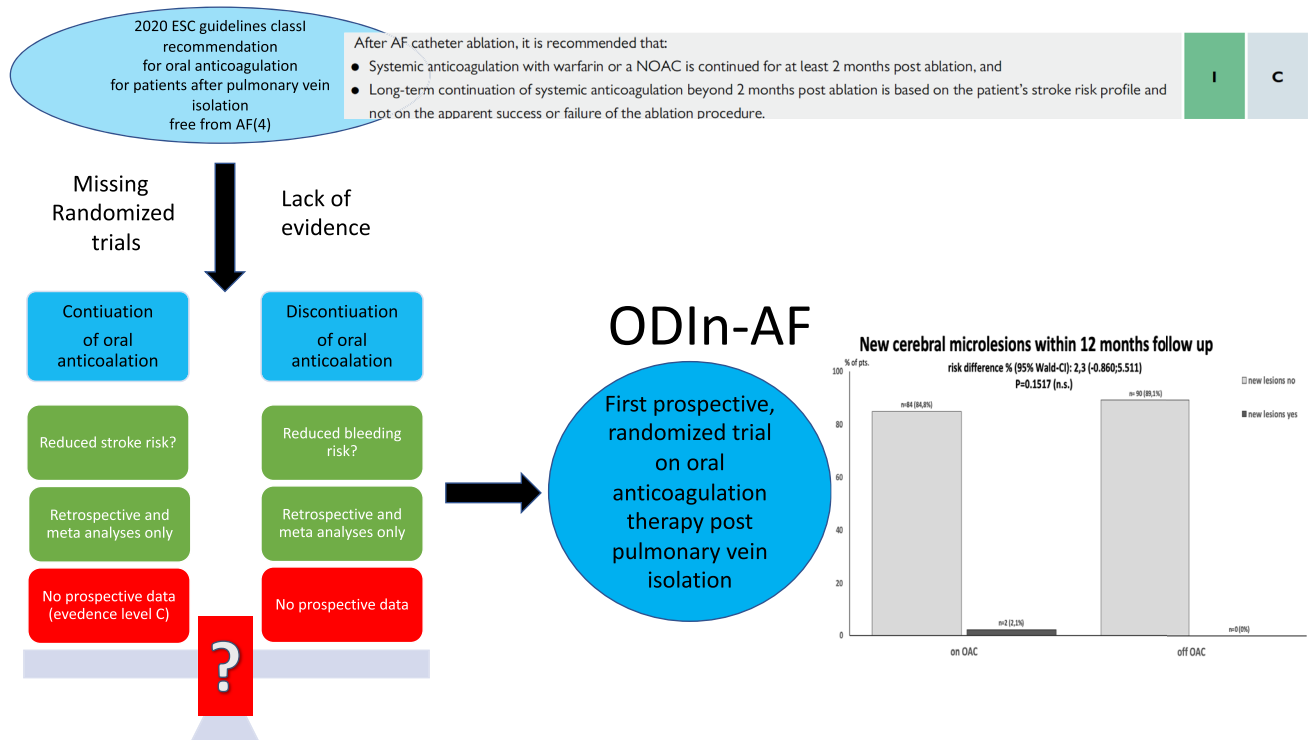 2020 ESC guidelines classI
recommendation
for oral anticoagulation
for patients after pulmonary vein
isolation
free from AF(4)
After AF catheter ablation, it is recommended that:
● Systemic anticoagulation with warfarin or a NOAC is continued for at least 2 months post ablation, and
● Long-term continuation of systemic anticoagulation beyond 2 months post ablation is based on the patient's stroke risk profile and
not on the apparent success or failure of the ablation procedure.
I
C
Missing
Randomized
trials
Lack of
evidence
Contiuation
of oral
anticoalation
Discontiuation
of oral
anticoalation
Reduced stroke risk?
Reduced bleeding
risk?
Retrospective and
meta analyses only
Retrospective and
meta analyses only
No prospective data
(evedence level C)
No prospective data
?
ODIn-AF
First prospective,
randomized trial
on oral
anticoagulation
therapy post
pulmonary vein
isolation
New cerebral microlesions within 12 months follow up
% of pts.
risk difference % (95% Wald-CI): 2,3 (-0.860;5.511)
P=0.1517 (n.s.)
new lesions no
new lesions yes
100
80
60
40
20
0
n=84 (84,8%)
n=2 (2,1%)
n= 90 (89,1%)
n=0 (0%)
on OAC
off OAC